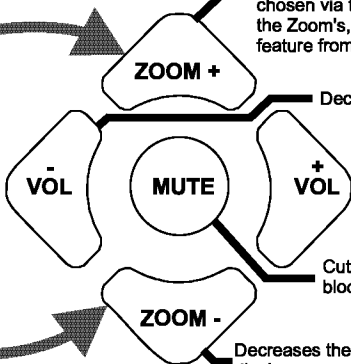 chosen via
the Zoom's,
feature from
ZOOM +
Dec
-
VOL
MUTE
+
VOL
Cut
bloc
ZOOM -
Decreases the